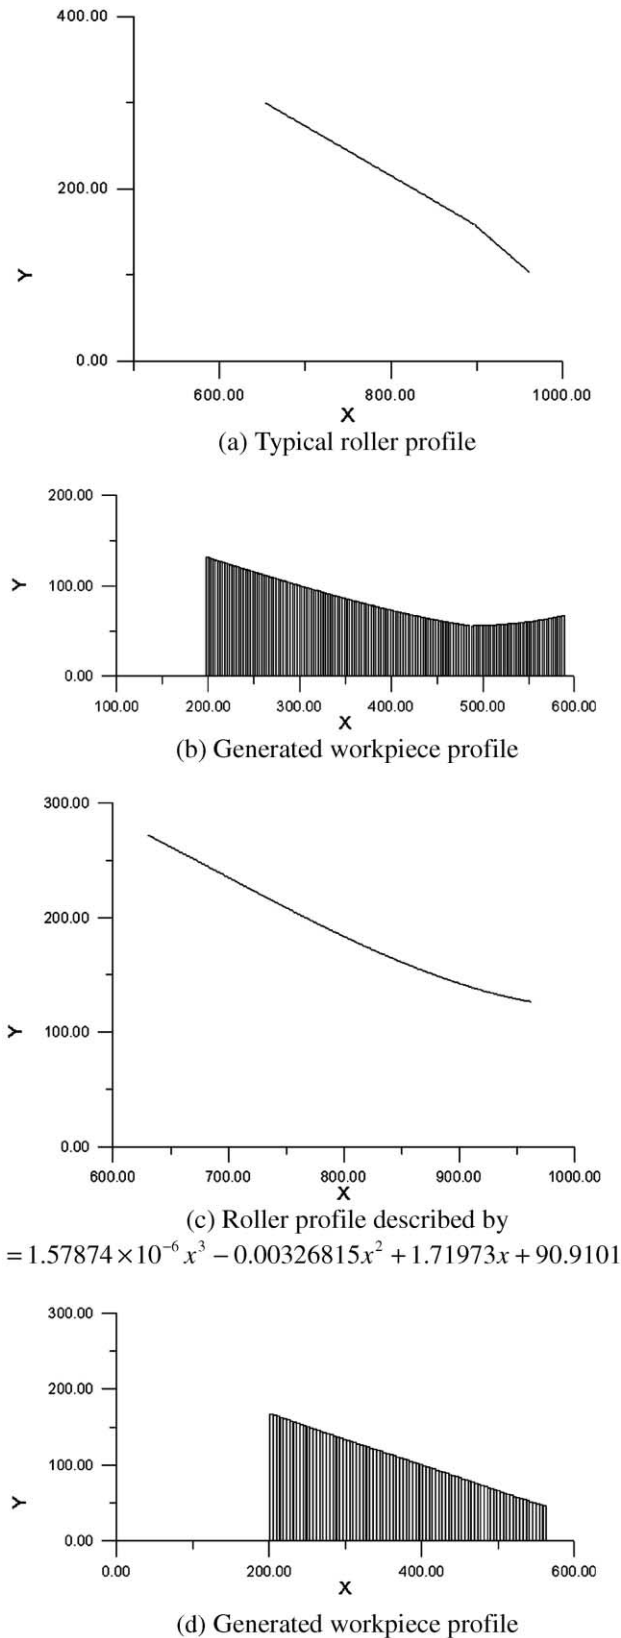 400.00
200.00
0.00
Y
600.00 800.00 1000.00
X
(a) Typical roller profile
200.00
100.00
0.00
Y
100.00 200.00 300.00 400.00 500.00 600.00
X
(b) Generated workpiece profile
300.00
200.00
100.00
0.00
Y
600.00 700.00 800.00 900.00 1000.00
X
(c) Roller profile described by
= 1.57874 × 10⁻⁶ x³ − 0.00326815x² + 1.71973x + 90.9101
300.00
200.00
100.00
0.00
Y
0.00 200.00 400.00 600.00
X
(d) Generated workpiece profile